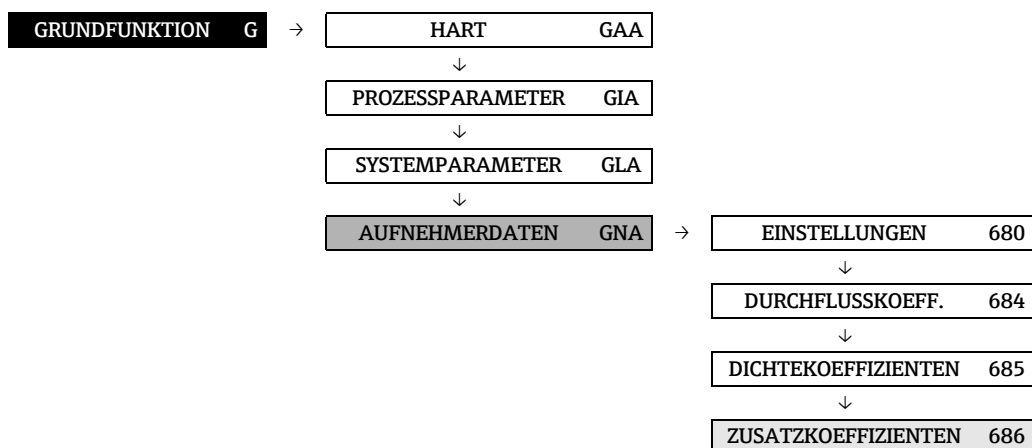 GRUNDFUNKTION G → HART GAA
↓
PROZESSPARAMETER GIA
↓
SYSTEMPARAMETER GLA
↓
AUFNEHMERDATEN GNA → EINSTELLUNGEN 680
↓
DURCHFLUSSKOEFF. 684
↓
DICHTEKOEFFIZIENTEN 685
↓
ZUSATZKOEFFIZIENTEN 686